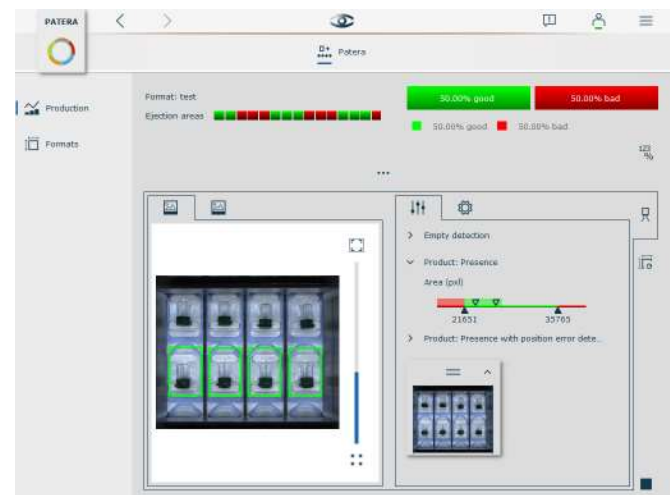 PATERA
Patera
Production
Formats
Format: test
Ejection areas
50.00% good
50.00% bad
50.00% good
50.00% bad
123
%
Empty detection
Product: Presence
Area (pxl)
21651
35765
Product: Presence with position error dete...